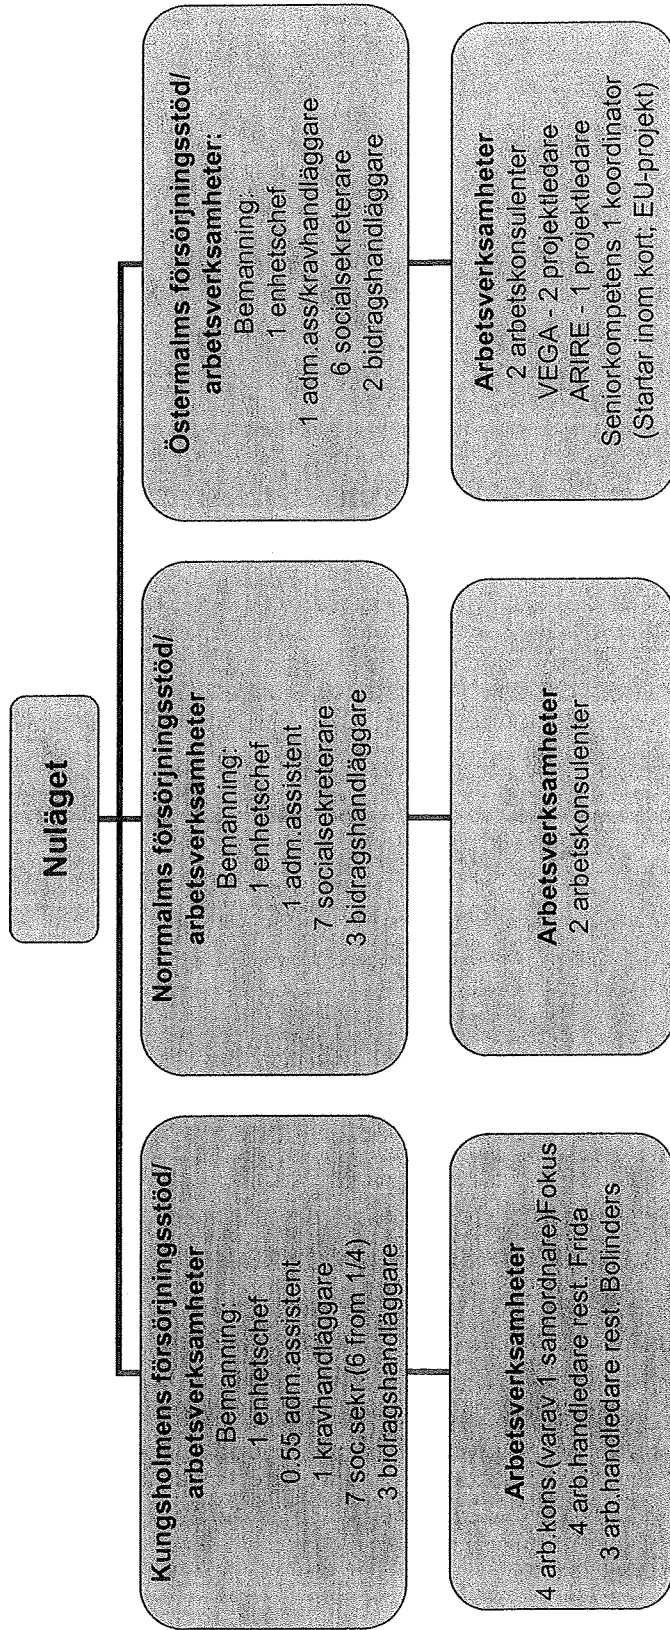 Nuläget
Kungsholmens försörjningsstöd/
arbetsverksamheter
Bemanning:
1 enhetschef
0.55 adm.assistent
1 kravhandläggare
7 soc.sekr.(6 from 1/4)
3 bidragshandläggare
Norrmalms försörjningsstöd/
arbetsverksamheter
Bemanning:
1 enhetschef
1 adm.assistent
7 socialsekreterare
3 bidragshandläggare
Östermalms försörjningsstöd/
arbetsverksamheter:
Bemanning:
1 enhetschef
1 adm.ass/kravhandläggare
6 socialsekreterare
2 bidragshandläggare
Arbetsverksamheter
4 arb.kons.(varav 1 samordnare)Fokus
4 arb.handledare rest. Frida
3 arb.handledare rest. Bolinders
Arbetsverksamheter
2 arbetskonsulenter
Arbetsverksamheter
2 arbetskonsulenter
VEGA - 2 projektledare
ARIRE - 1 projektledare
Seniorkompetens 1 koordinator
(Startar inom kort; EU-projekt)